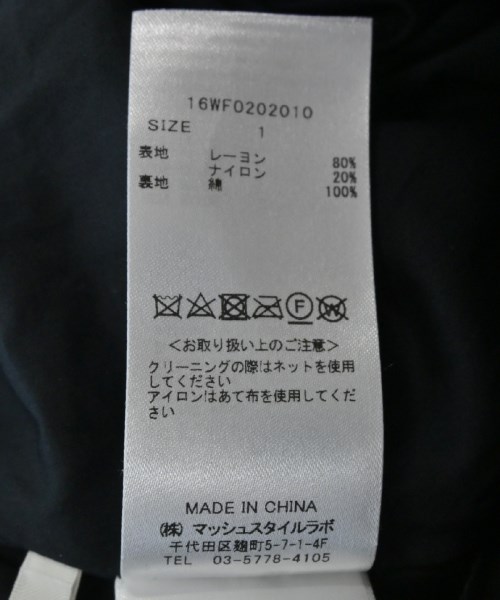 16WF0202010
SIZE 1
表地 レーヨン 80%
ナイロン 20%
裏地 綿 100%
F W
<お取り扱い上のご注意>
クリーニングの際はネットを使用
してください
アイロンはあて布を使用してくだ
さい
MADE IN CHINA
(株) マッシュスタイルラボ
千代田区麹町5-7-1-4F
TEL 03-5778-4105